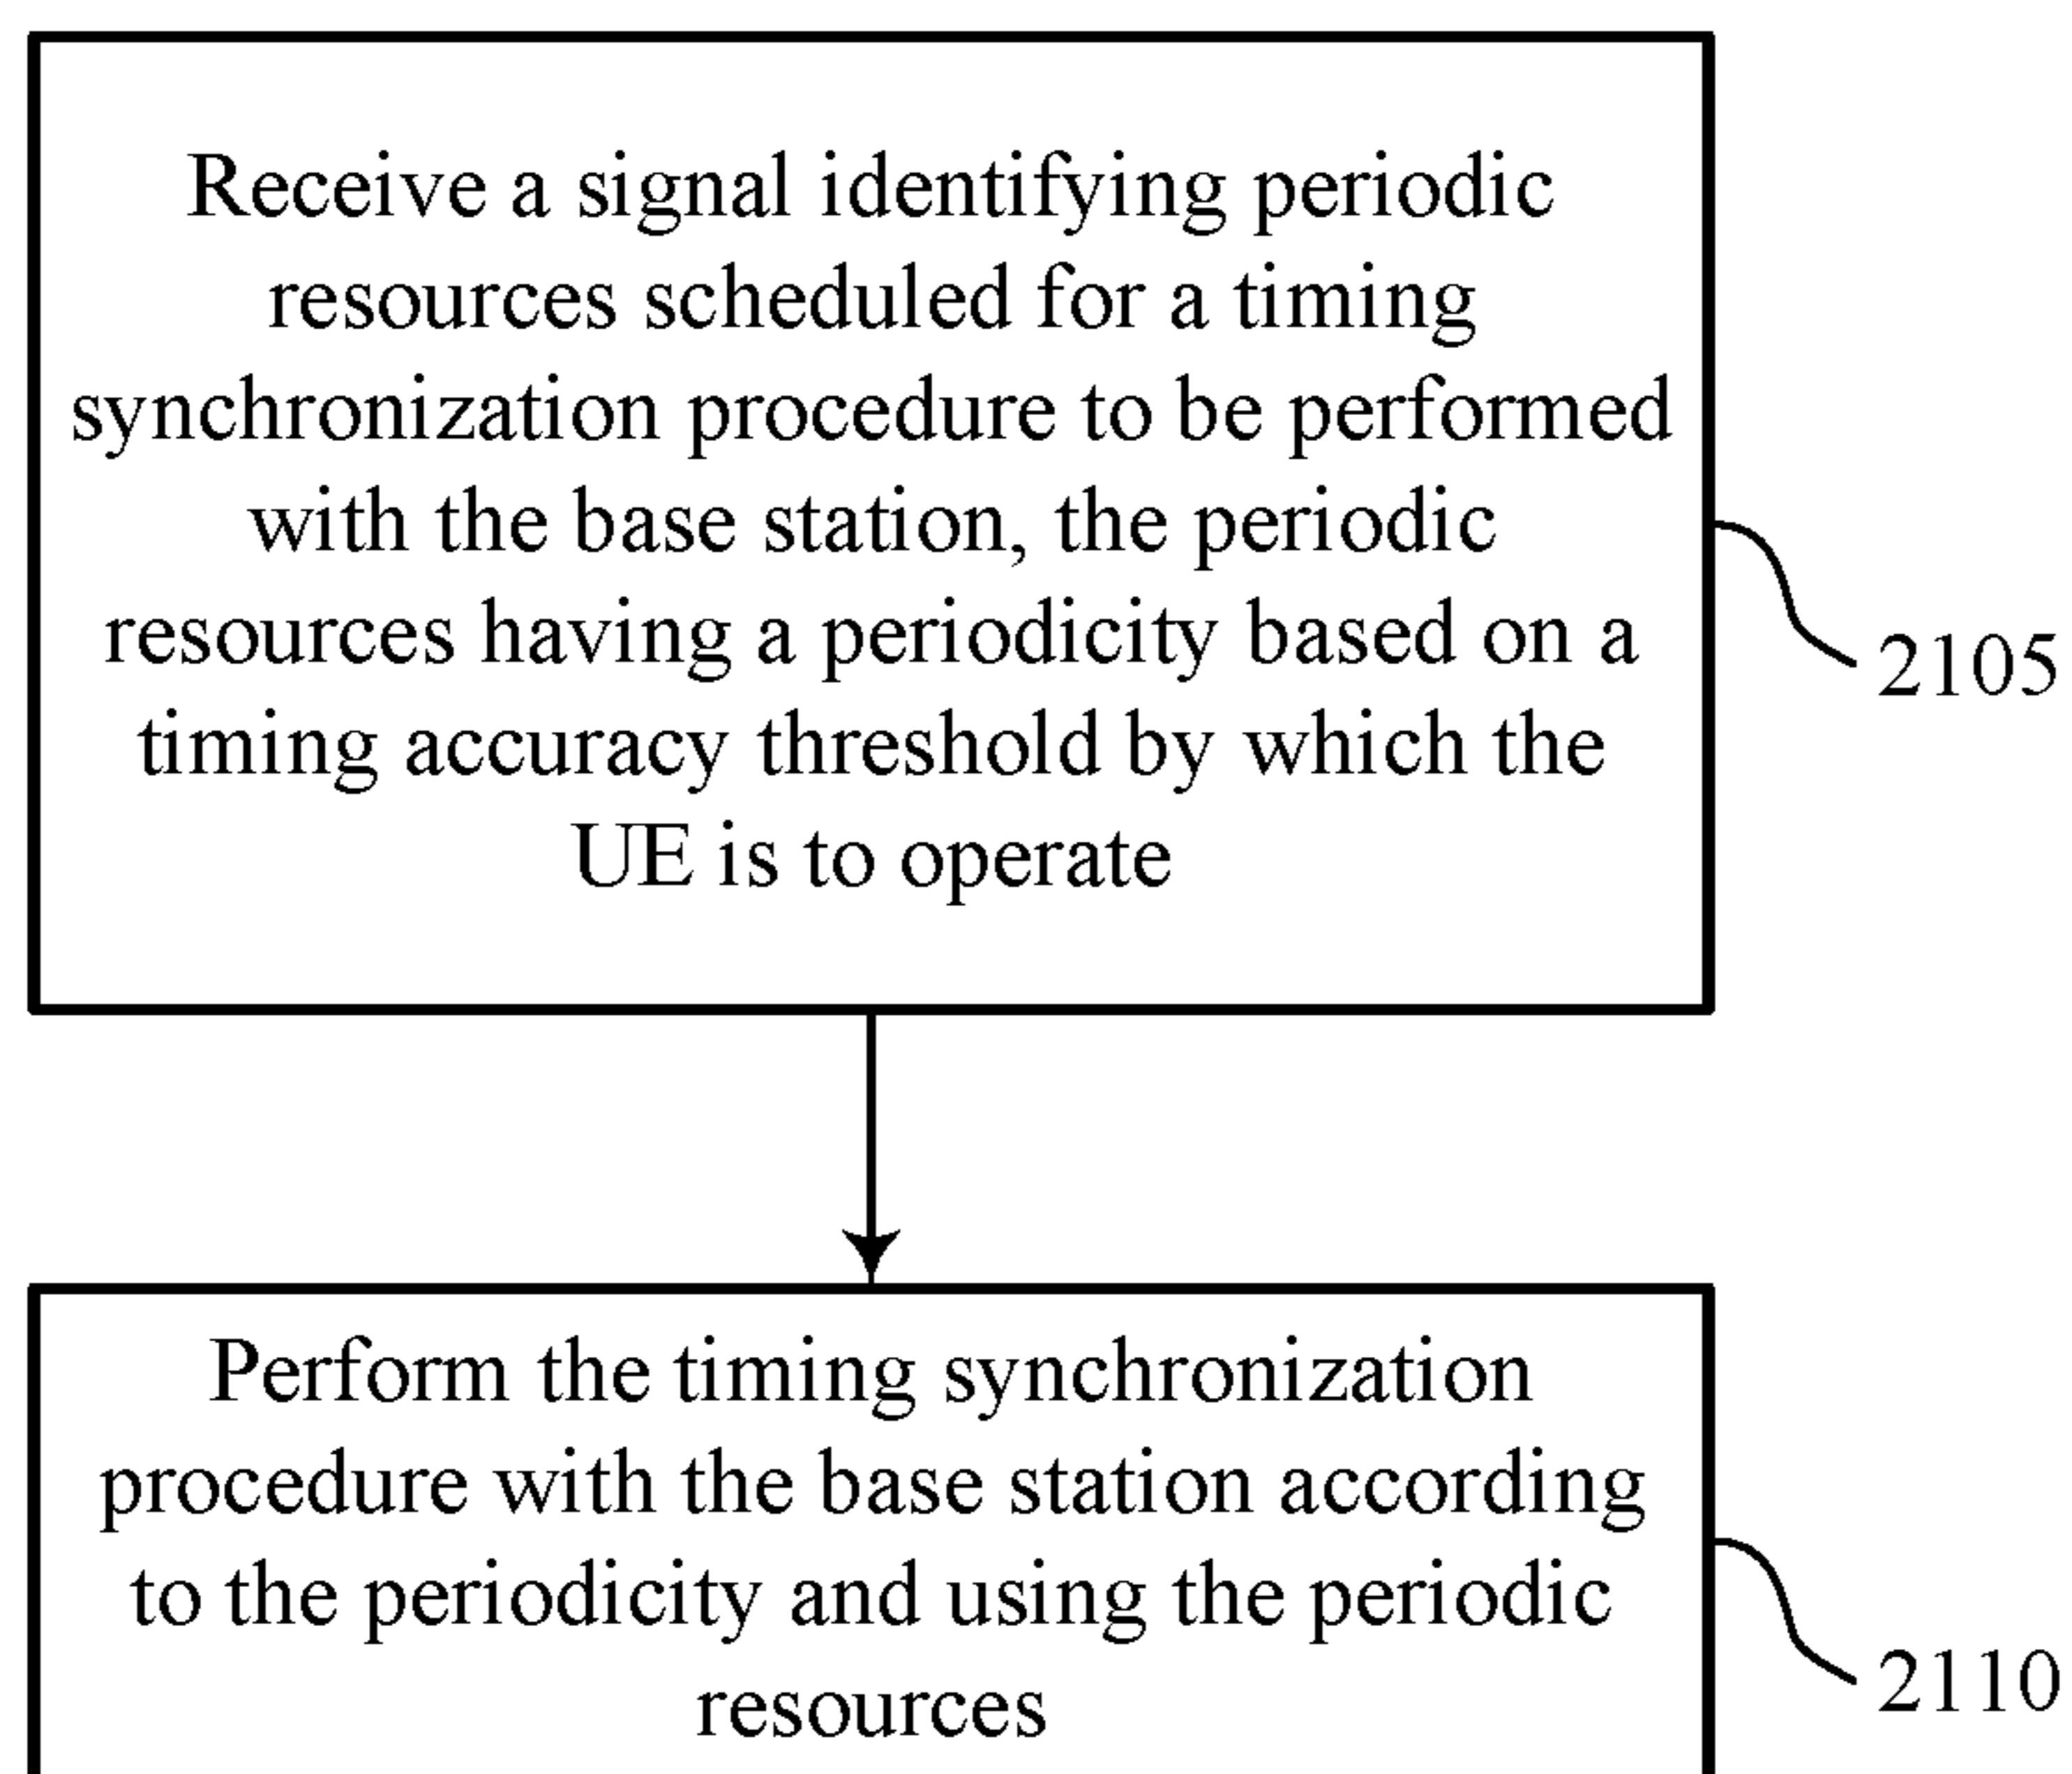 Receive a signal identifying periodic
resources scheduled for a timing
synchronization procedure to be performed
with the base station, the periodic
resources having a periodicity based on a
timing accuracy threshold by which the
UE is to operate
2105
Perform the timing synchronization
procedure with the base station according
to the periodicity and using the periodic
resources
2110